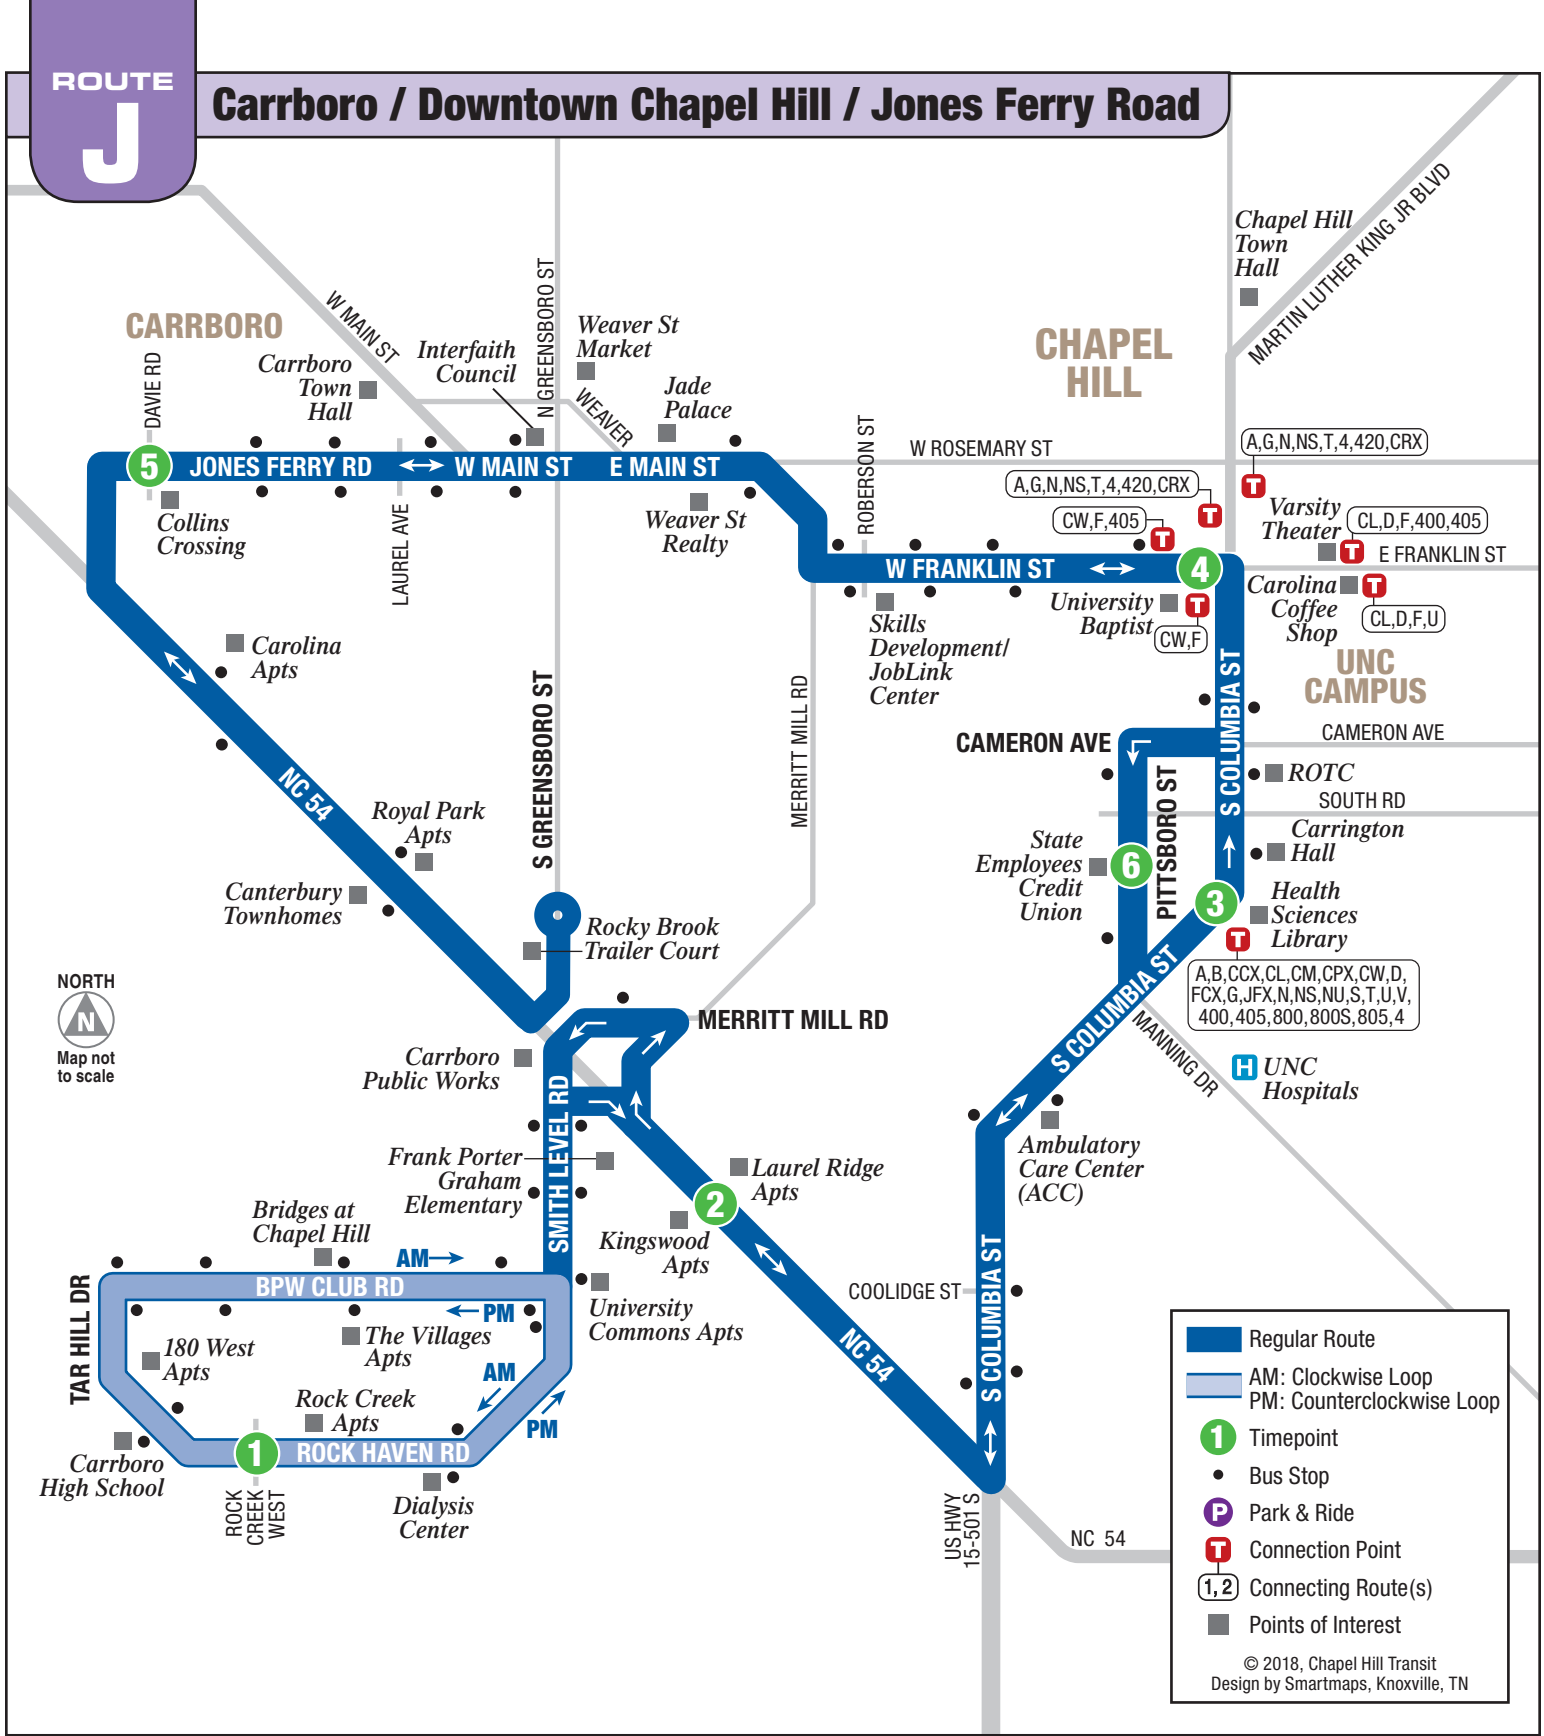 ROUTE
J
Carrboro / Downtown Chapel Hill / Jones Ferry Road
CARRBORO
CHAPEL
HILL
UNC
CAMPUS
Chapel Hill
Town
Hall
MARTIN LUTHER KING JR BLVD
W MAIN ST
DAVIE RD
Carrboro
Town
Hall
Interfaith
Council
N GREENSBORO ST
Weaver St
Market
WEAVER
Jade
Palace
5
JONES FERRY RD
W MAIN ST
E MAIN ST
Collins
Crossing
LAUREL AVE
Weaver St
Realty
ROBERSON ST
W ROSEMARY ST
A,G,N,NS,T,4,420,CRX
T
A,G,N,NS,T,4,420,CRX
T
CW,F,405
T
Varsity
Theater
CL,D,F,400,405
T
E FRANKLIN ST
W FRANKLIN ST
4
Carolina
Coffee
Shop
T
CL,D,F,U
University
Baptist
T
CW,F
Skills
Development/
JobLink
Center
Carolina
Apts
S GREENSBORO ST
MERRITT MILL RD
S COLUMBIA ST
CAMERON AVE
CAMERON AVE
ROTC
SOUTH RD
PITTSBORO ST
Carrington
Hall
State
Employees
Credit
Union
6
3
Health
Sciences
Library
T
A,B,CCX,CL,CM,CPX,CW,D,
FCX,G,JFX,N,NS,NU,S,T,U,V,
400,405,800,800S,805,4
NC 54
Royal Park
Apts
Canterbury
Townhomes
Rocky Brook
Trailer Court
NORTH
N
Map not
to scale
MERRITT MILL RD
S COLUMBIA ST
MANNING DR
H
UNC
Hospitals
Carrboro
Public Works
SMITH LEVEL RD
Frank Porter
Graham
Elementary
Laurel Ridge
Apts
2
Kingswood
Apts
Ambulatory
Care Center
(ACC)
Bridges at
Chapel Hill
AM
BPW CLUB RD
PM
TAR HILL DR
180 West
Apts
The Villages
Apts
University
Commons Apts
AM
PM
Rock Creek
Apts
1
ROCK HAVEN RD
Carrboro
High School
ROCK
CREEK
WEST
Dialysis
Center
NC 54
COOLIDGE ST
S COLUMBIA ST
US HWY
15-501 S
NC 54
Regular Route
AM: Clockwise Loop
PM: Counterclockwise Loop
1
Timepoint
Bus Stop
P
Park & Ride
T
Connection Point
1, 2
Connecting Route(s)
Points of Interest
© 2018, Chapel Hill Transit
Design by Smartmaps, Knoxville, TN